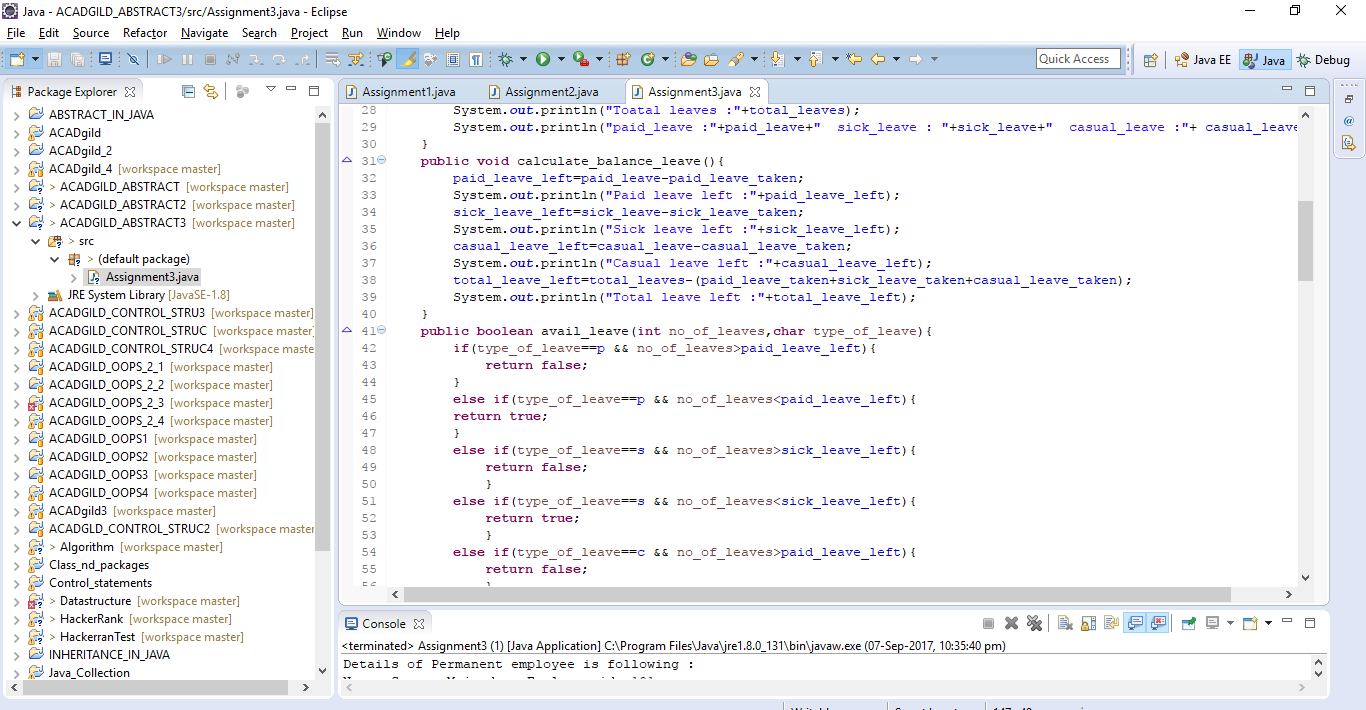 Java - ACADGILD_ABSTRACT3/src/Assignment3.java - Eclipse
File Edit Source Refactor Navigate Search Project Run Window Help
Quick Access Java EE Java Debug
Package Explorer
ABSTRACT_IN_JAVA
ACADgild
ACADgild_2
ACADgild_4 [workspace master]
> ACADGILD_ABSTRACT [workspace master]
> ACADGILD_ABSTRACT2 [workspace master]
> ACADGILD_ABSTRACT3 [workspace master]
> src
> (default package)
Assignment3.java
JRE System Library [JavaSE-1.8]
ACADGILD_CONTROL_STRU3 [workspace master]
ACADGILD_CONTROL_STRUC [workspace master]
ACADGILD_CONTROL_STRUC4 [workspace maste
ACADGILD_OOPS_2_1 [workspace master]
ACADGILD_OOPS_2_2 [workspace master]
ACADGILD_OOPS_2_3 [workspace master]
ACADGILD_OOPS_2_4 [workspace master]
ACADGILD_OOPS1 [workspace master]
ACADGILD_OOPS2 [workspace master]
ACADGILD_OOPS3 [workspace master]
ACADGILD_OOPS4 [workspace master]
ACADgild3 [workspace master]
ACADGLD_CONTROL_STRUC2 [workspace master
> Algorithm [workspace master]
Class_nd_packages
Control_statements
> Datastructure [workspace master]
> HackerRank [workspace master]
> HackerranTest [workspace master]
INHERITANCE_IN_JAVA
Java_Collection
Assignment1.java Assignment2.java Assignment3.java
28 System.out.println("Toatal leaves :"+total_leaves);
29 System.out.println("paid_leave :"+paid_leave+" sick_leave : "+sick_leave+" casual_leave :"+ casual_leave
30 }
31 public void calculate_balance_leave(){
32 paid_leave_left=paid_leave-paid_leave_taken;
33 System.out.println("Paid leave left :"+paid_leave_left);
34 sick_leave_left=sick_leave-sick_leave_taken;
35 System.out.println("Sick leave left :"+sick_leave_left);
36 casual_leave_left=casual_leave-casual_leave_taken;
37 System.out.println("Casual leave left :"+casual_leave_left);
38 total_leave_left=total_leaves-(paid_leave_taken+sick_leave_taken+casual_leave_taken);
39 System.out.println("Total leave left :"+total_leave_left);
40 }
41 public boolean avail_leave(int no_of_leaves,char type_of_leave){
42 if(type_of_leave==p && no_of_leaves>paid_leave_left){
43 return false;
44 }
45 else if(type_of_leave==p && no_of_leaves<paid_leave_left){
46 return true;
47 }
48 else if(type_of_leave==s && no_of_leaves>sick_leave_left){
49 return false;
50 }
51 else if(type_of_leave==s && no_of_leaves<sick_leave_left){
52 return true;
53 }
54 else if(type_of_leave==c && no_of_leaves>paid_leave_left){
55 return false;
Console
<terminated> Assignment3 (1) [Java Application] C:\Program Files\Java\jre1.8.0_131\bin\javaw.exe (07-Sep-2017, 10:35:40 pm)
Details of Permanent employee is following :